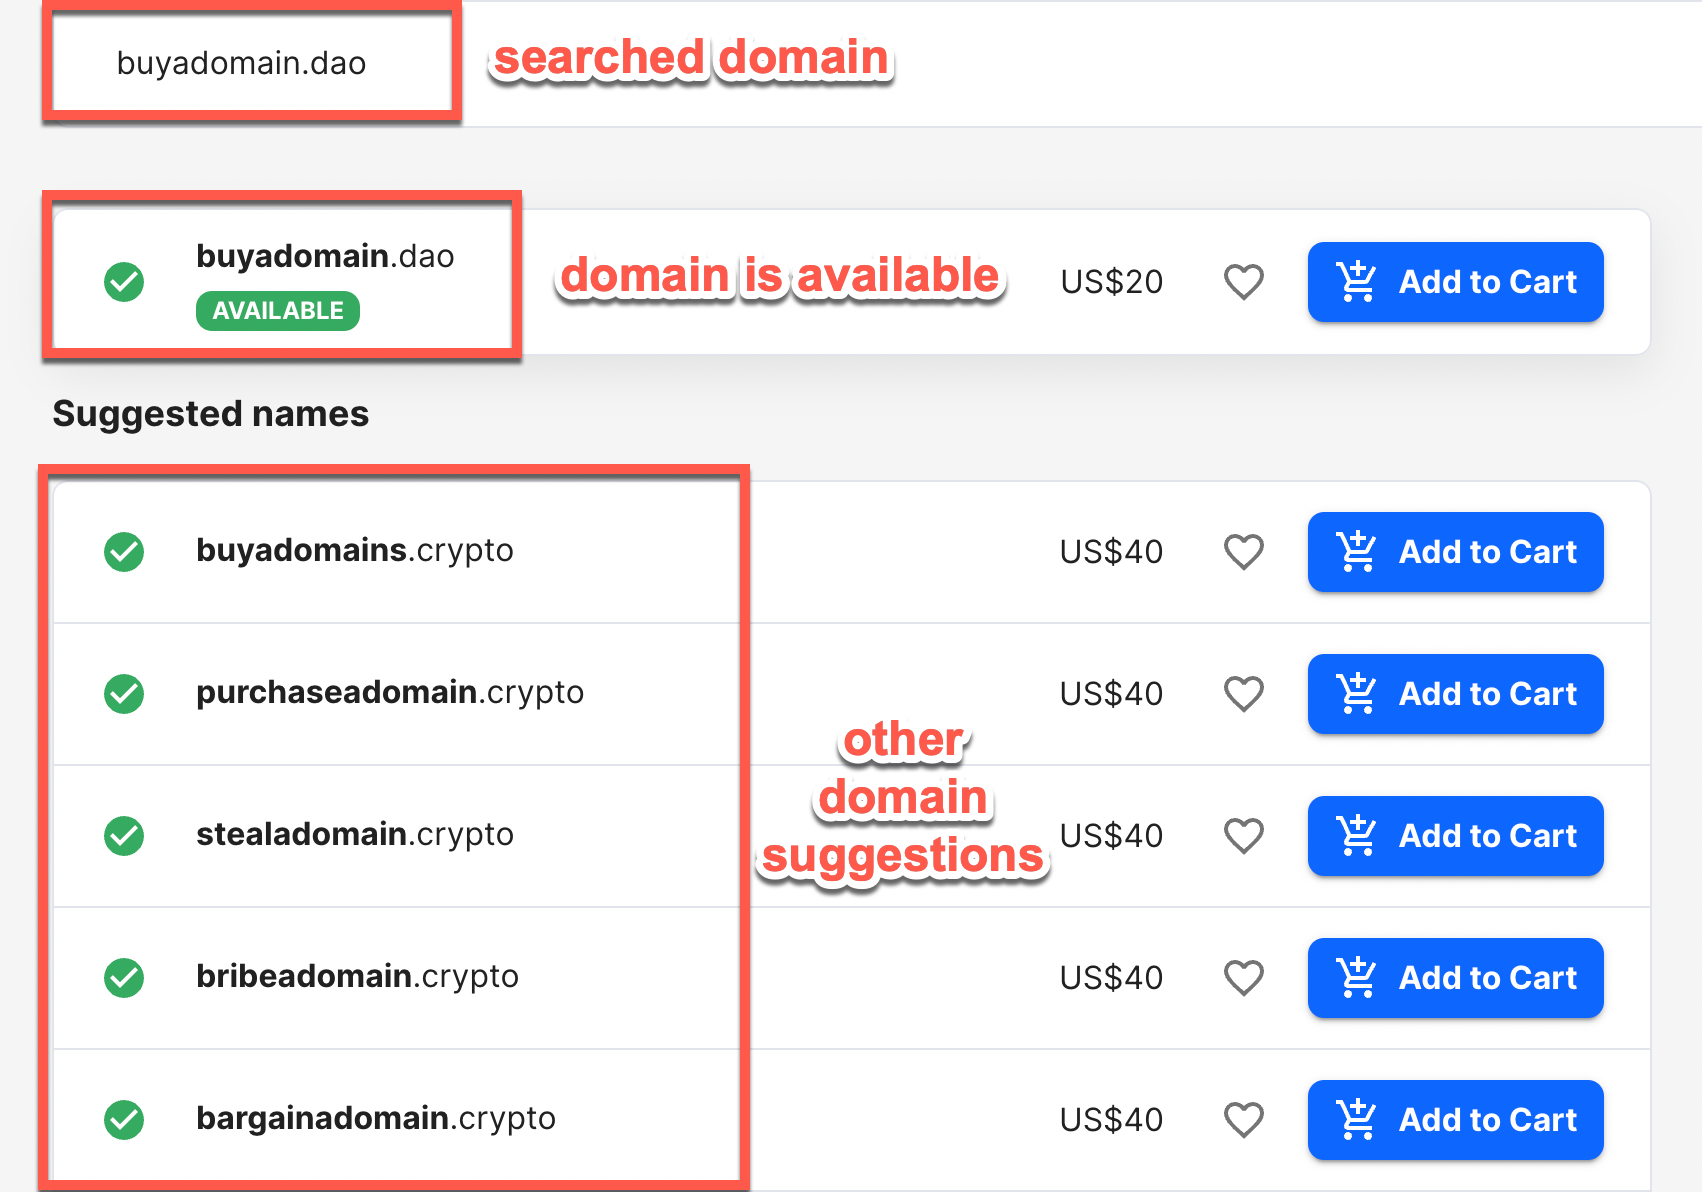 buyadomain.dao
searched domain
buyadomain.dao
AVAILABLE
domain is available
US$20
Add to Cart
Suggested names
buyadomains.crypto
US$40
Add to Cart
purchaseadomain.crypto
US$40
Add to Cart
other
domain
suggestions
stealadomain.crypto
US$40
Add to Cart
bribeadomain.crypto
US$40
Add to Cart
bargainadomain.crypto
US$40
Add to Cart